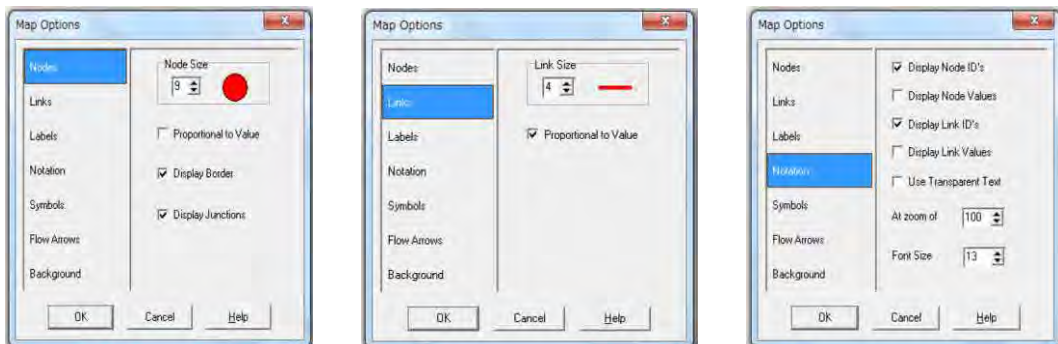 Map Options
Nodes
Links
Labels
Notation
Symbols
Flow Arrows
Background
Node Size
9
Proportional to Value
Display Border
Display Junctions
OK
Cancel
Help
Map Options
Nodes
Links
Labels
Notation
Symbols
Flow Arrows
Background
Link Size
4
Proportional to Value
OK
Cancel
Help
Map Options
Nodes
Links
Labels
Notation
Symbols
Flow Arrows
Background
Display Node ID's
Display Node Values
Display Link ID's
Display Link Values
Use Transparent Text
At zoom of 100
Font Size 13
OK
Cancel
Help